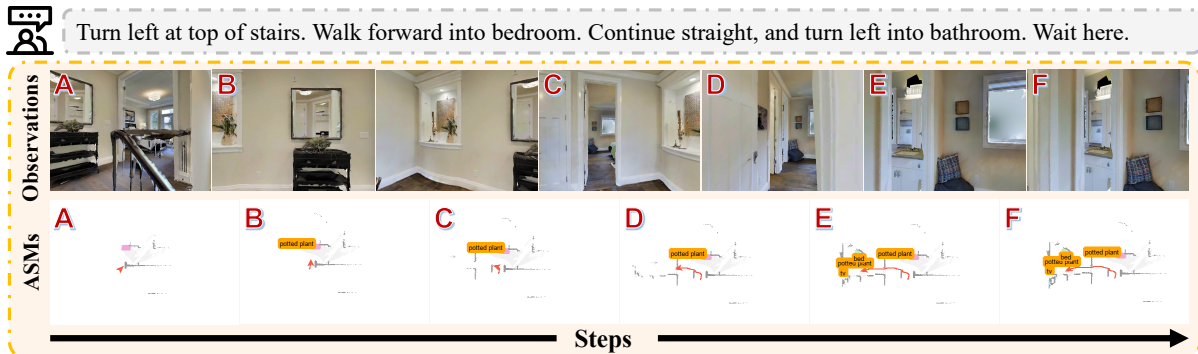 Turn left at top of stairs. Walk forward into bedroom. Continue straight, and turn left into bathroom. Wait here.
Observations
A B C D E F
ASMs
A B C D E F
potted plant
potted plant
potted plant
potted plant bed potted plant tv
potted plant bed potted plant tv
Steps